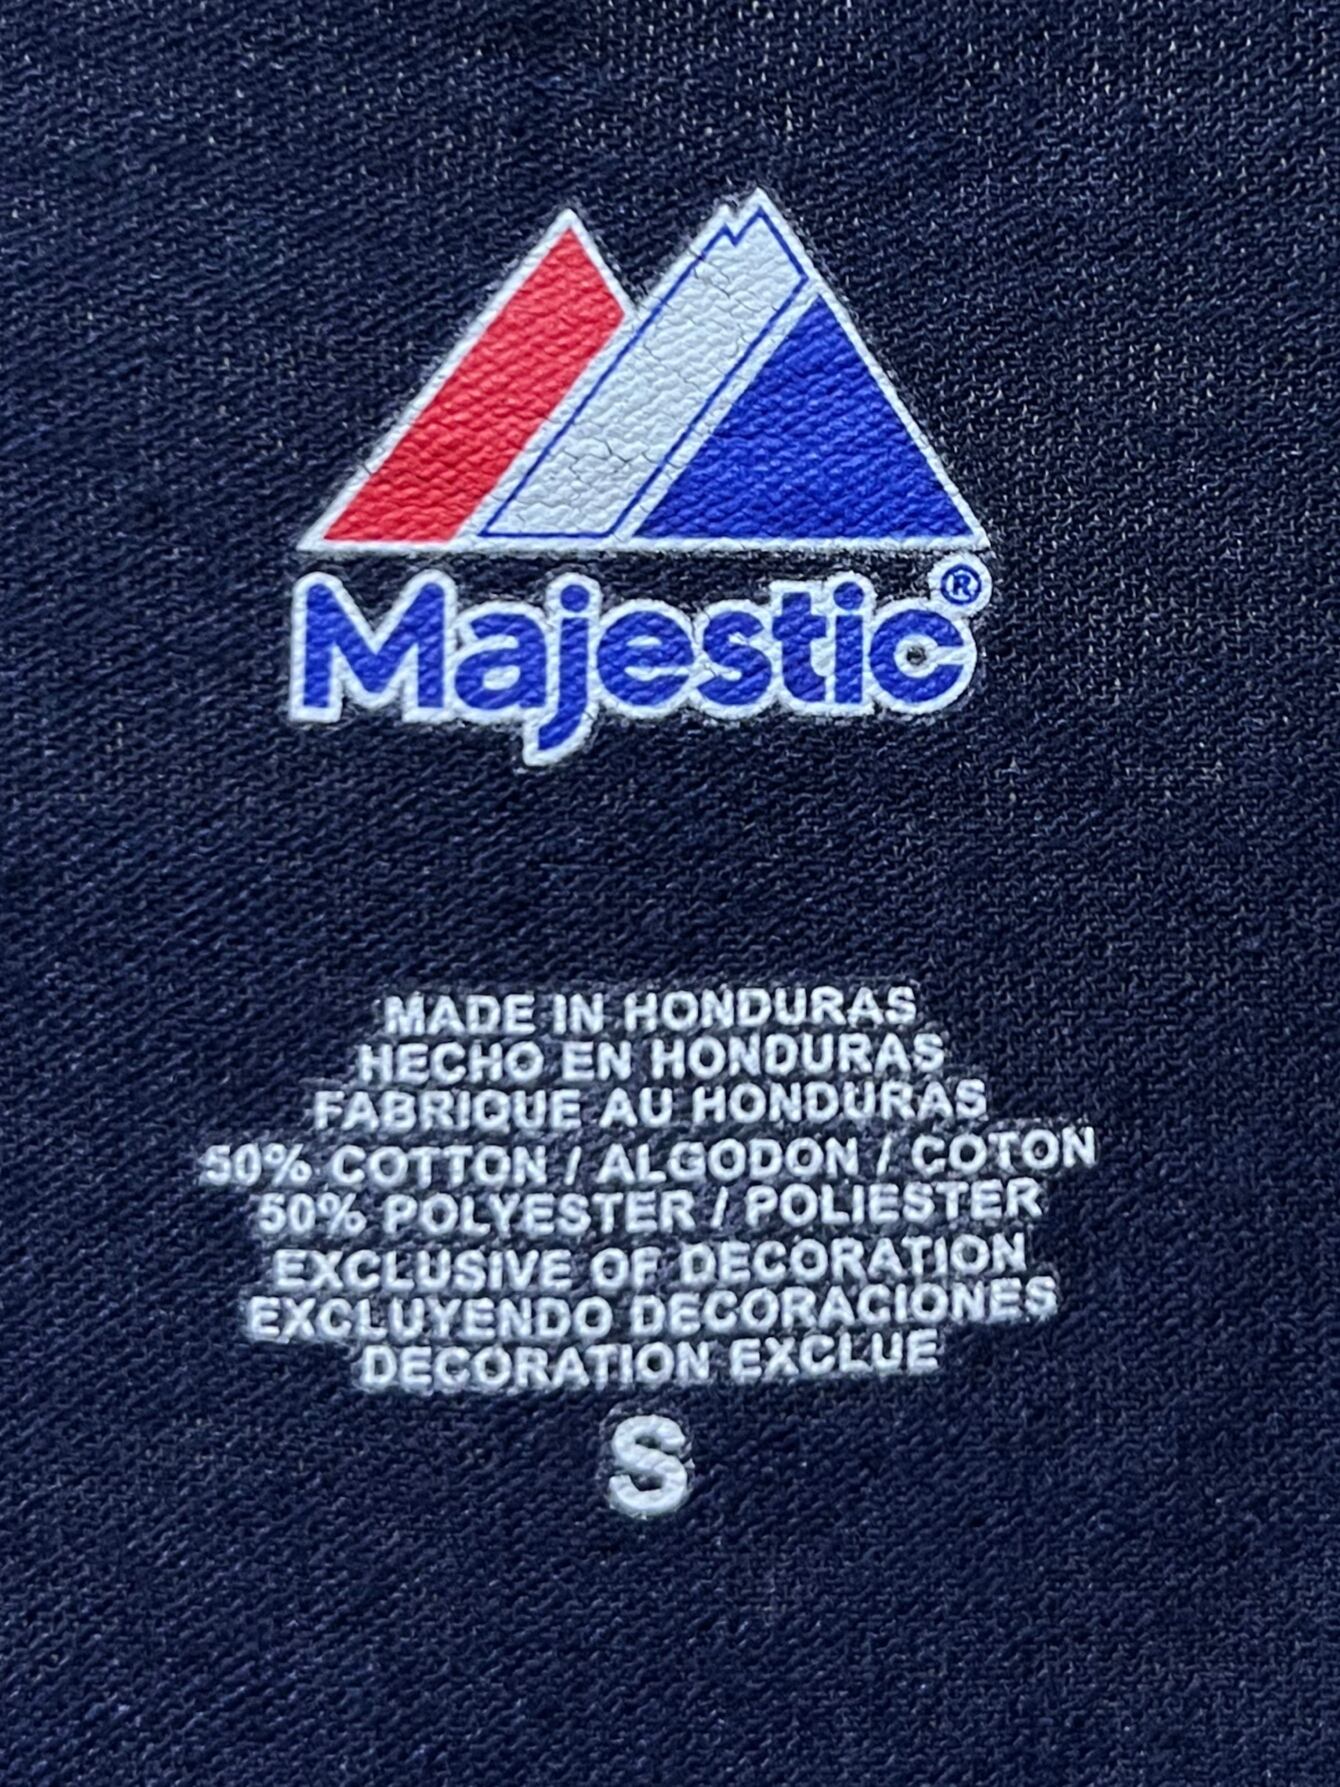 Majestic®
MADE IN HONDURAS
HECHO EN HONDURAS
FABRIQUE AU HONDURAS
50% COTTON / ALGODON / COTON
50% POLYESTER / POLIESTER
EXCLUSIVE OF DECORATION
EXCLUYENDO DECORACIONES
DECORATION EXCLUE
S